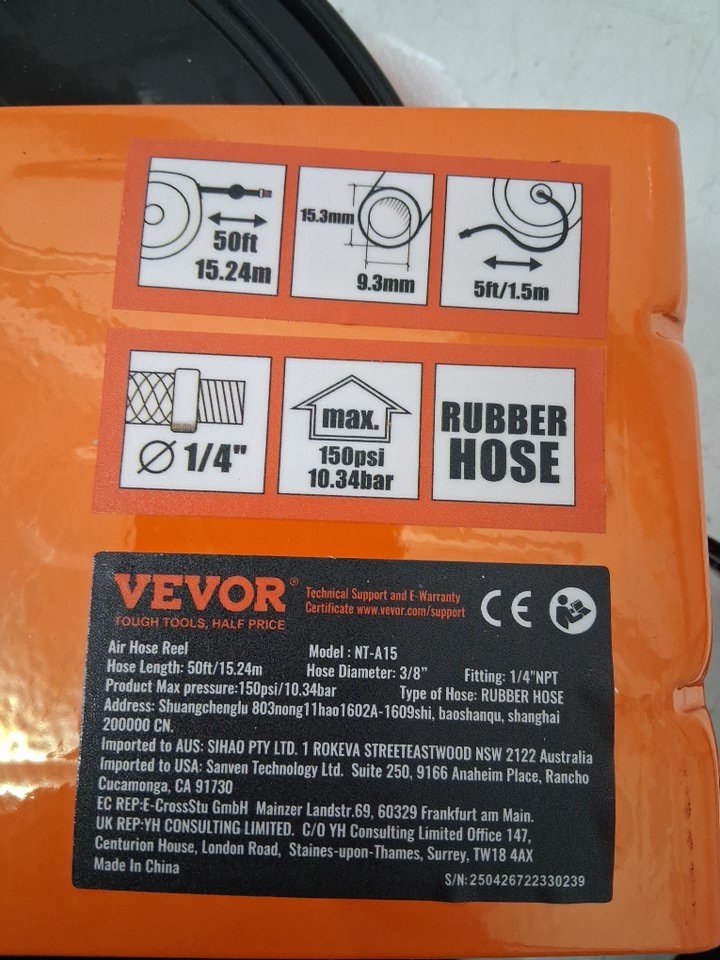 50ft
15.24m
15.3mm
9.3mm
5ft/1.5m
Ø 1/4"
max.
150psi
10.34bar
RUBBER
HOSE
VEVOR®
TOUGH TOOLS, HALF PRICE
Technical Support and E-Warranty
Certificate www.vevor.com/support
CE
Air Hose Reel Model : NT-A15
Hose Length: 50ft/15.24m Hose Diameter: 3/8” Fitting: 1/4"NPT
Product Max pressure:150psi/10.34bar Type of Hose: RUBBER HOSE
Address: Shuangchenglu 803nong11hao1602A-1609shi, baoshanqu, shanghai
200000 CN.
Imported to AUS: SIHAO PTY LTD. 1 ROKEVA STREETEASTWOOD NSW 2122 Australia
Imported to USA: Sanven Technology Ltd. Suite 250, 9166 Anaheim Place, Rancho
Cucamonga, CA 91730
EC REP:E-CrossStu GmbH Mainzer Landstr.69, 60329 Frankfurt am Main.
UK REP:YH CONSULTING LIMITED. C/O YH Consulting Limited Office 147,
Centurion House, London Road, Staines-upon-Thames, Surrey, TW18 4AX
Made In China
S/N: 250426722330239